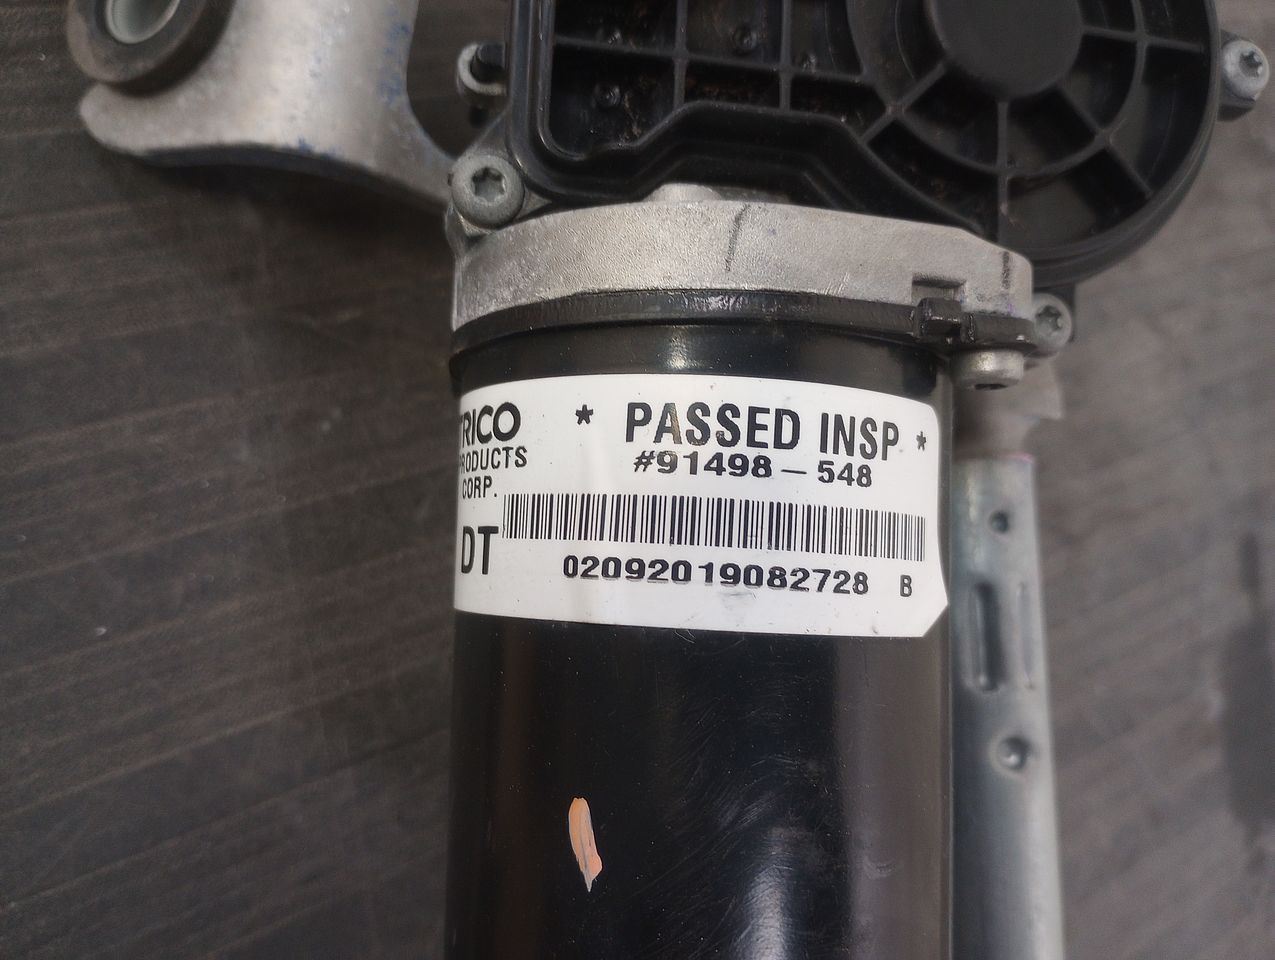 TRICO
PRODUCTS
CORP.
* PASSED INSP *
#91498-548
DT
02092019082728 B